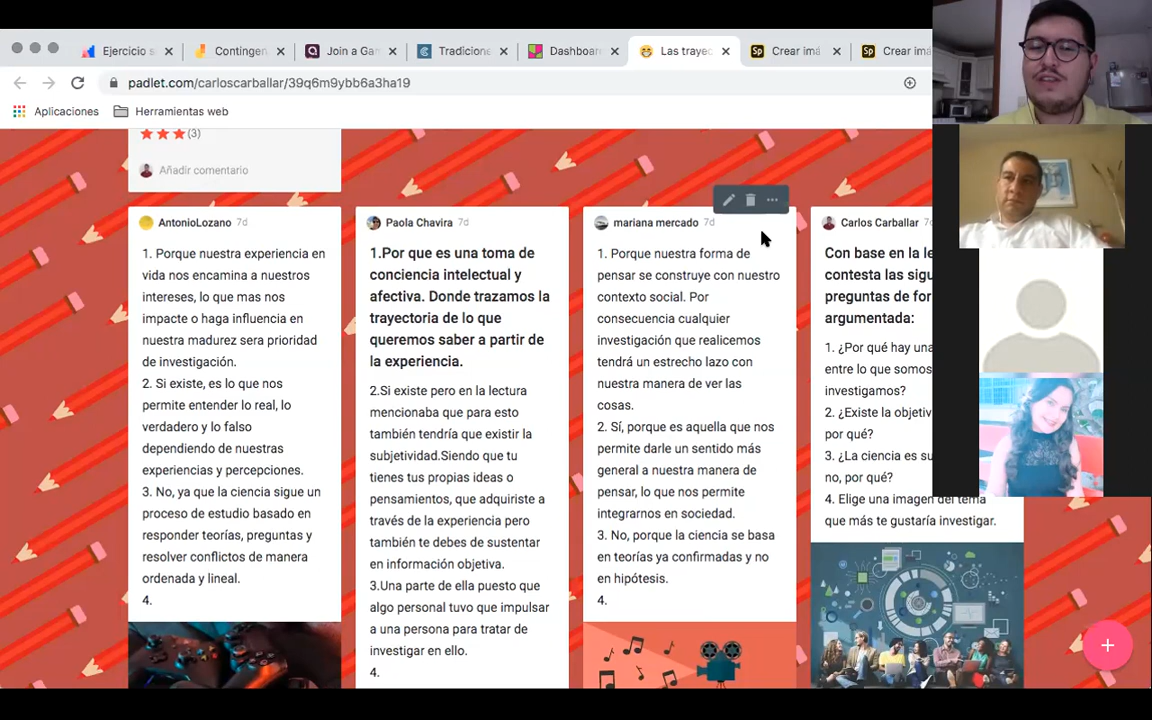 Ejercicio s
Contingen
Join a Ga
Tradicione
Dashboar
Las trayec
Sp
Crear imá
Sp
Crear im
padlet.com/carloscarballar/39q6m9ybb6a3ha19
Aplicaciones
Herramientas web
(3)
Añadir comentario
AntonioLozano 7d
1. Porque nuestra experiencia en
vida nos encamina a nuestros
intereses, lo que mas nos
impacte o haga influencia en
nuestra madurez sera prioridad
de investigación.
2. Si existe, es lo que nos
permite entender lo real, lo
verdadero y lo falso
dependiendo de nuestras
experiencias y percepciones.
3. No, ya que la ciencia sigue un
proceso de estudio basado en
responder teorías, preguntas y
resolver conflictos de manera
ordenada y lineal.
4.
Paola Chavira 7d
1.Por que es una toma de
conciencia intelectual y
afectiva. Donde trazamos la
trayectoria de lo que
queremos saber a partir de
la experiencia.
2.Si existe pero en la lectura
mencionaba que para esto
también tendría que existir la
subjetividad.Siendo que tu
tienes tus propias ideas o
pensamientos, que adquiriste a
través de la experiencia pero
también te debes de sustentar
en información objetiva.
3.Una parte de ella puesto que
algo personal tuvo que impulsar
a una persona para tratar de
investigar en ello.
4.
mariana mercado 7d
1. Porque nuestra forma de
pensar se construye con nuestro
contexto social. Por
consecuencia cualquier
investigación que realicemos
tendrá un estrecho lazo con
nuestra manera de ver las
cosas.
2. Sí, porque es aquella que nos
permite darle un sentido más
general a nuestra manera de
pensar, lo que nos permite
integrarnos en sociedad.
3. No, porque la ciencia se basa
en teorías ya confirmadas y no
en hipótesis.
4.
Carlos Carballar 7d
Con base en la le
contesta las sigu
preguntas de for
argumentada:
1. ¿Por qué hay una
entre lo que somos
investigamos?
2. ¿Existe la objetiv
por qué?
3. ¿La ciencia es su
no, por qué?
4. Elige una imagen del tema
que más te gustaría investigar.